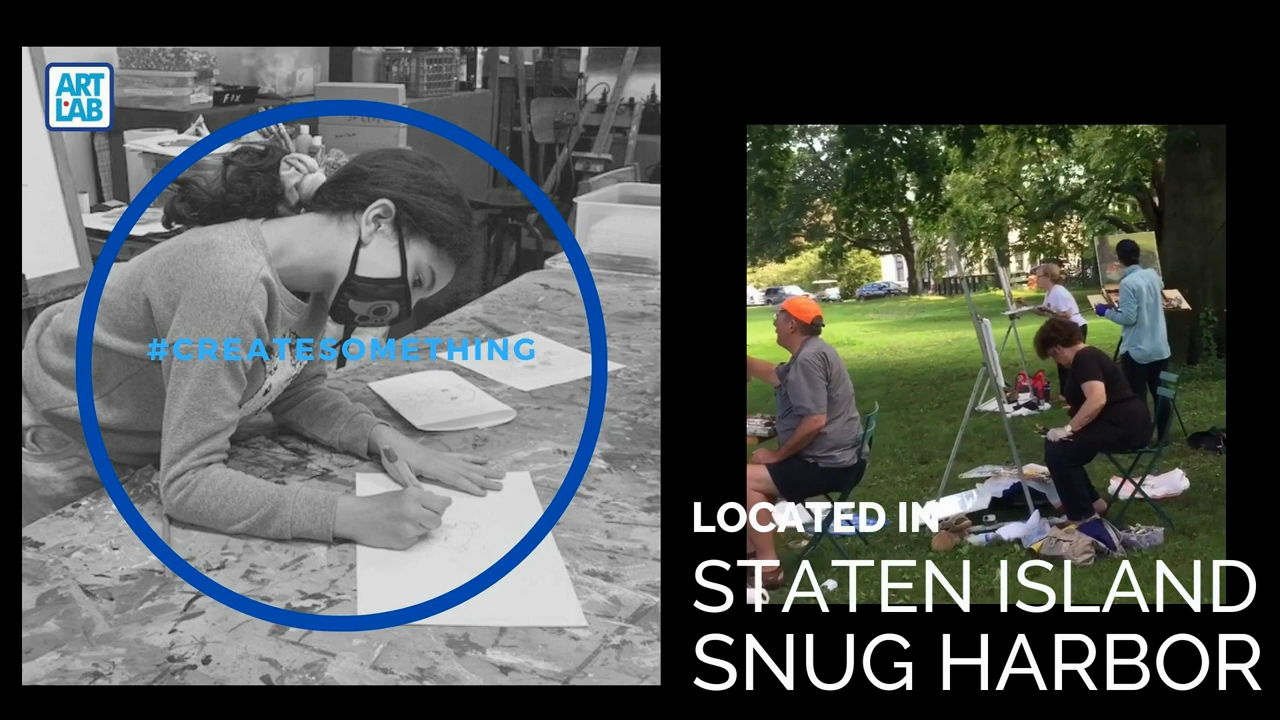 ART
LAB
#CREATESOMETHING
LOCATED IN
STATEN ISLAND
SNUG HARBOR